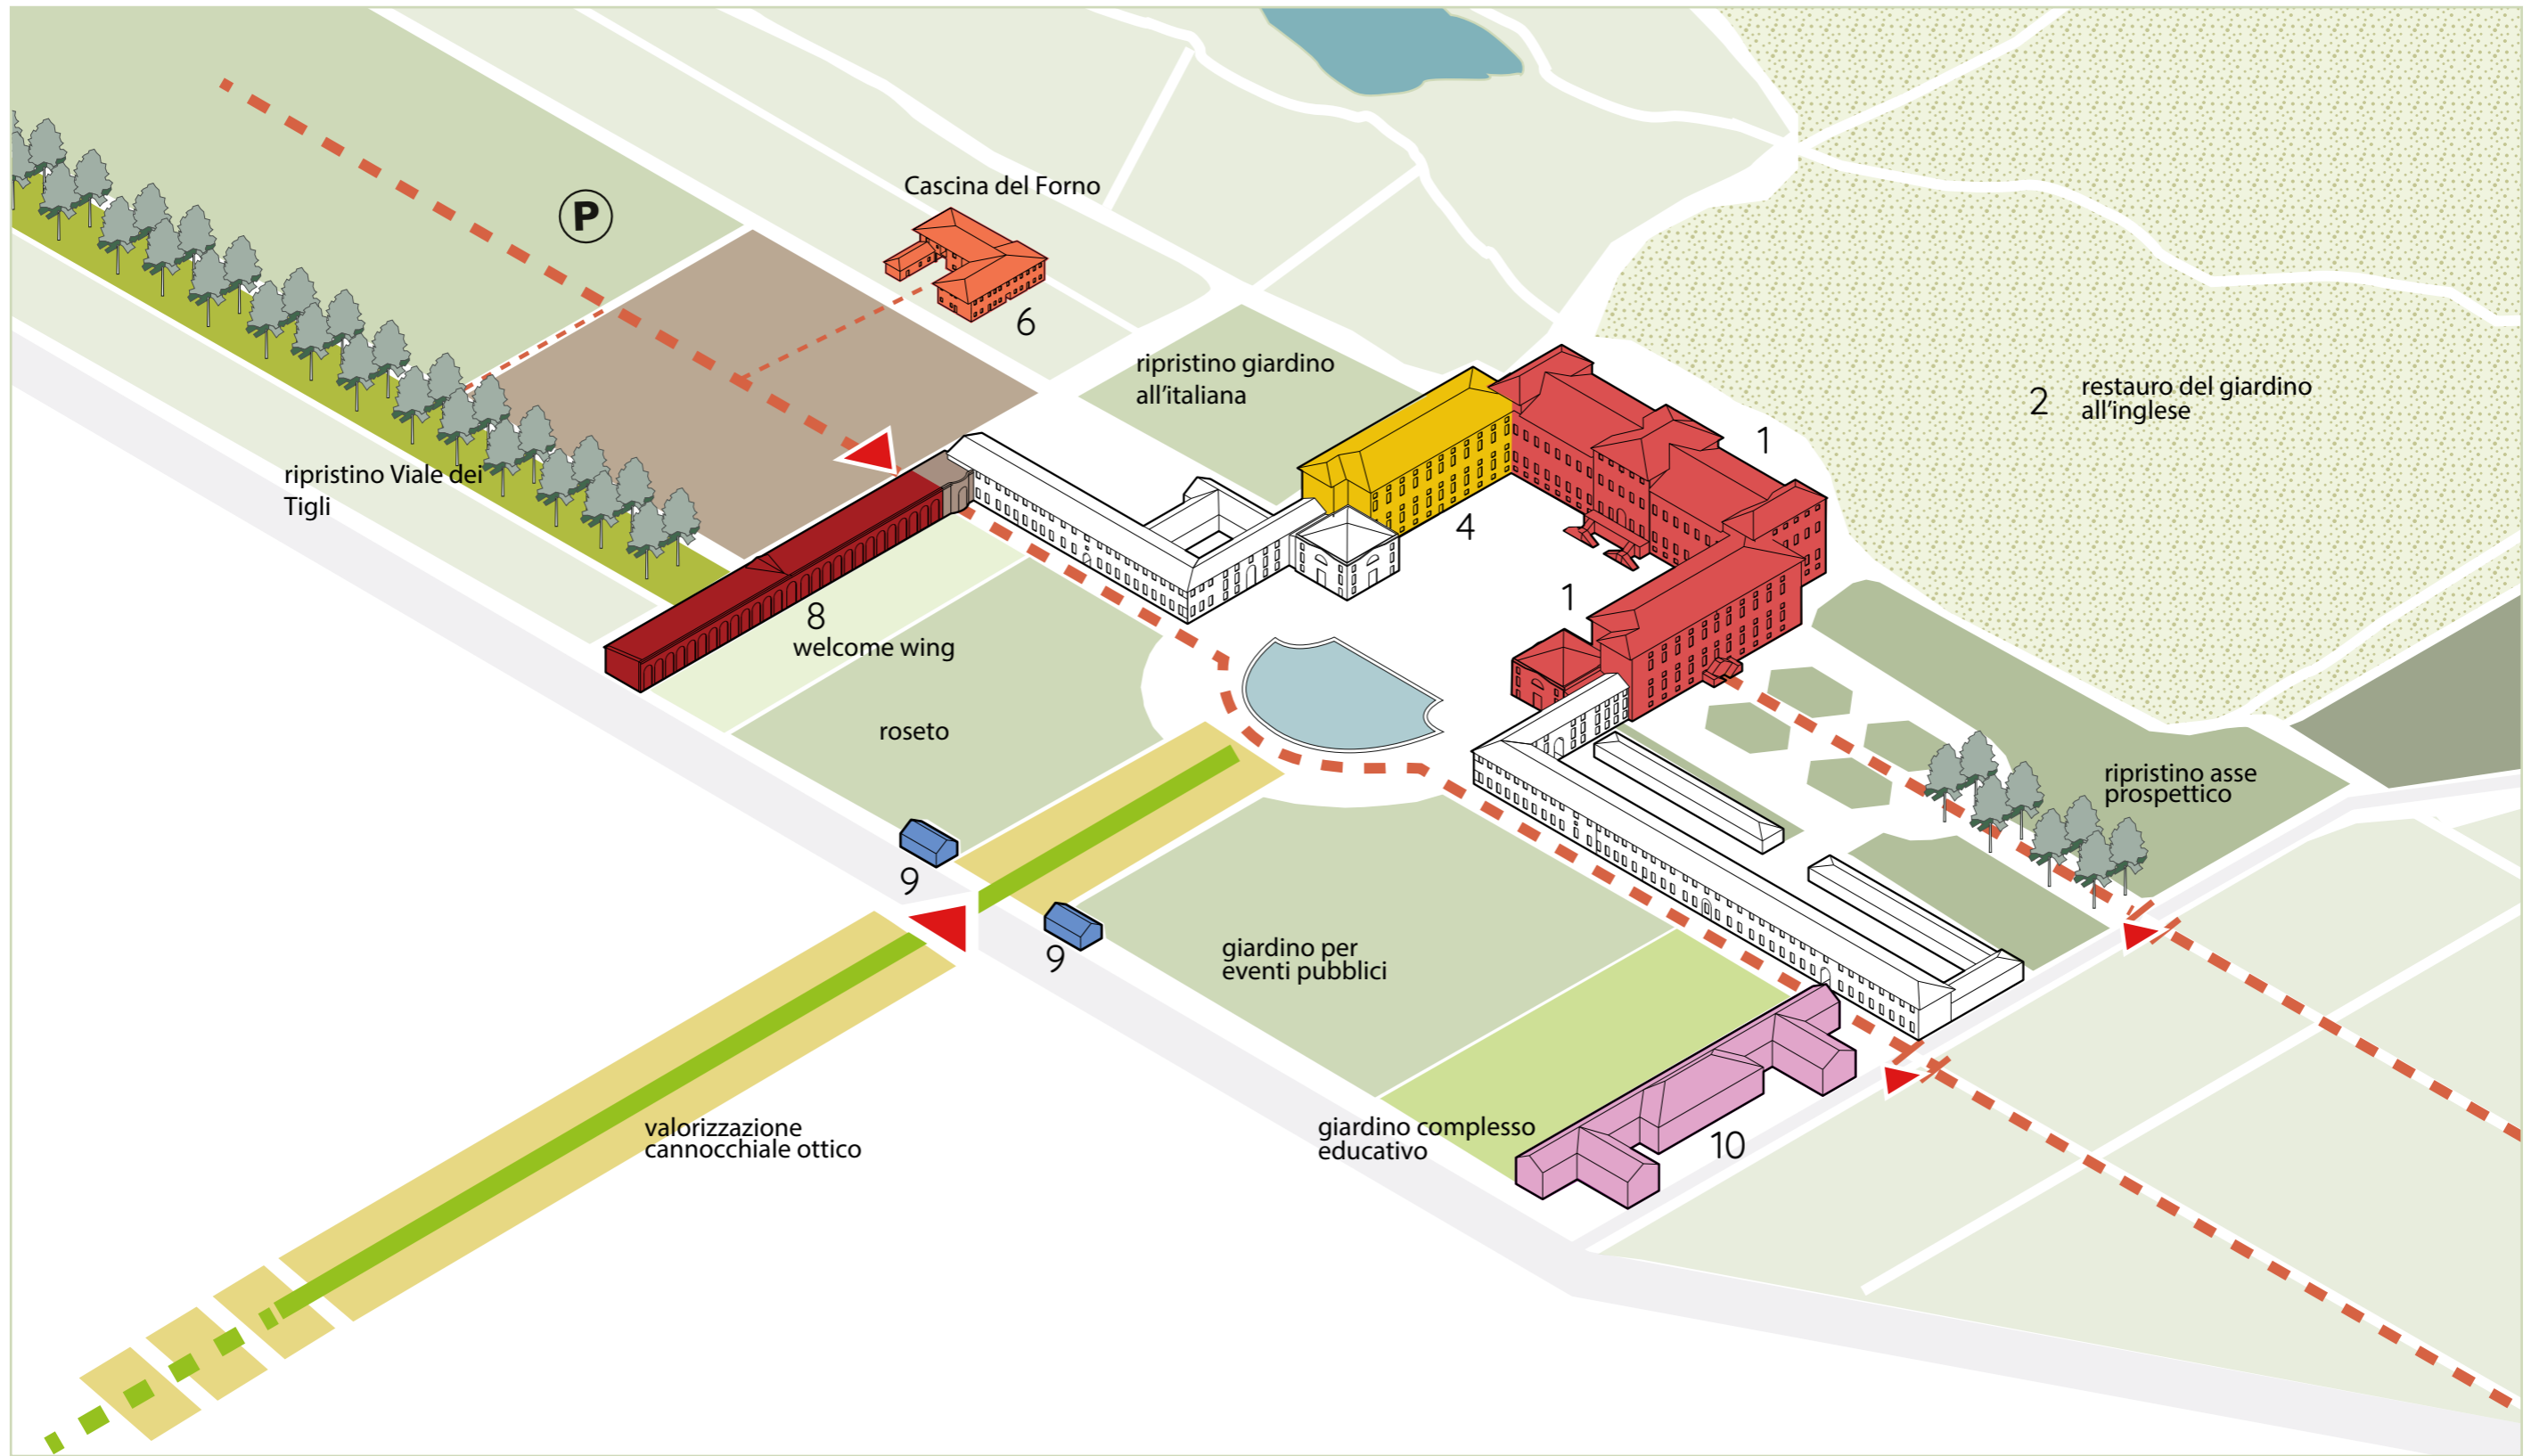 P
Cascina del Forno
6
ripristino giardino
all'italiana
2
restauro del giardino
all'inglese
1
ripristino Viale dei
Tigli
4
1
8
welcome wing
roseto
ripristino asse
prospettico
9
9
giardino per
eventi pubblici
valorizzazione
cannocchiale ottico
giardino complesso
educativo
10